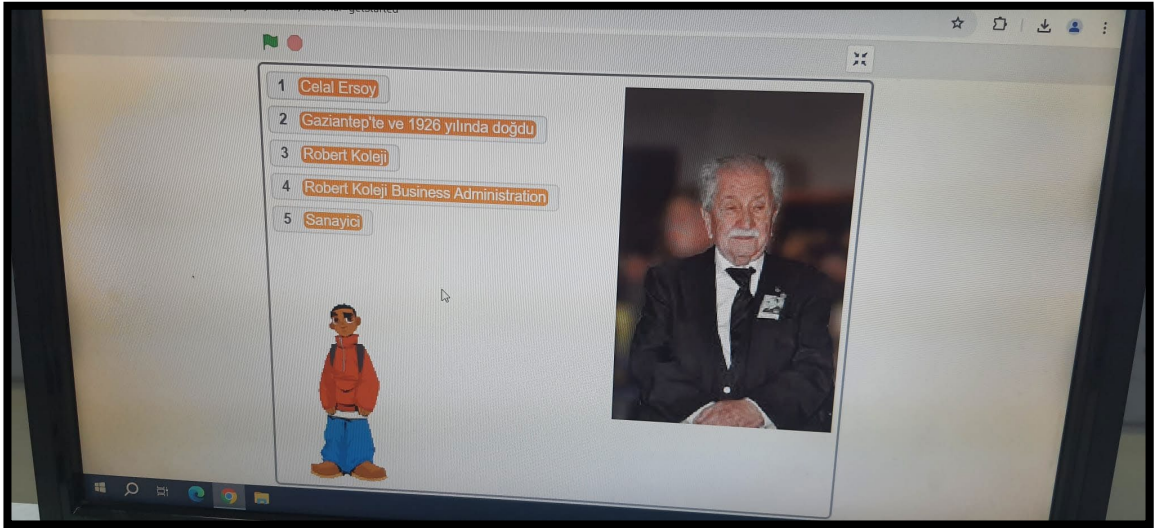 1 Celal Ersoy
2 Gaziantep'te ve 1926 yılında doğdu
3 Robert Koleji
4 Robert Koleji Business Administration
5 Sanayici